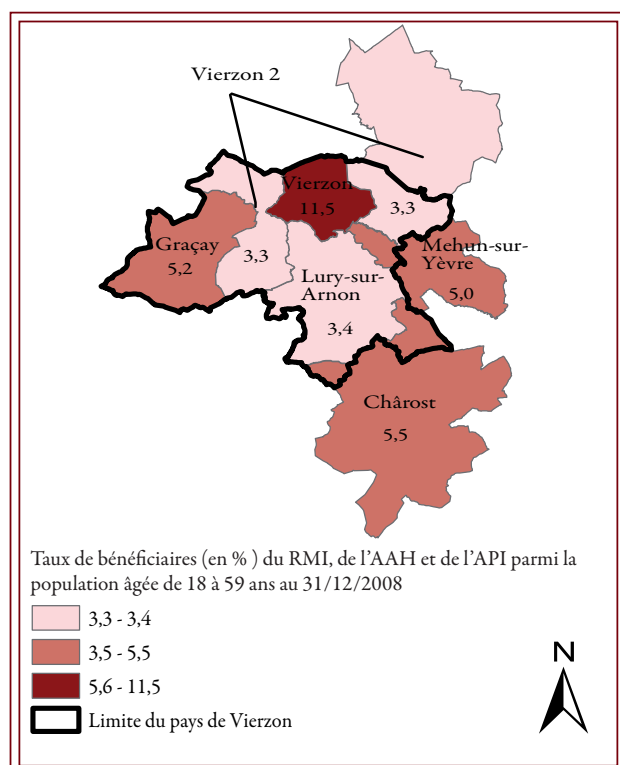 Vierzon 2
Vierzon
11,5
3,3
Graçay
5,2
3,3
Mehun-sur-
Yèvre
5,0
Lury-sur-
Arnon
3,4
Chârost
5,5
Taux de bénéficiaires (en % ) du RMI, de l’AAH et de l’API parmi la
population âgée de 18 à 59 ans au 31/12/2008
3,3 - 3,4
3,5 - 5,5
5,6 - 11,5
Limite du pays de Vierzon
N